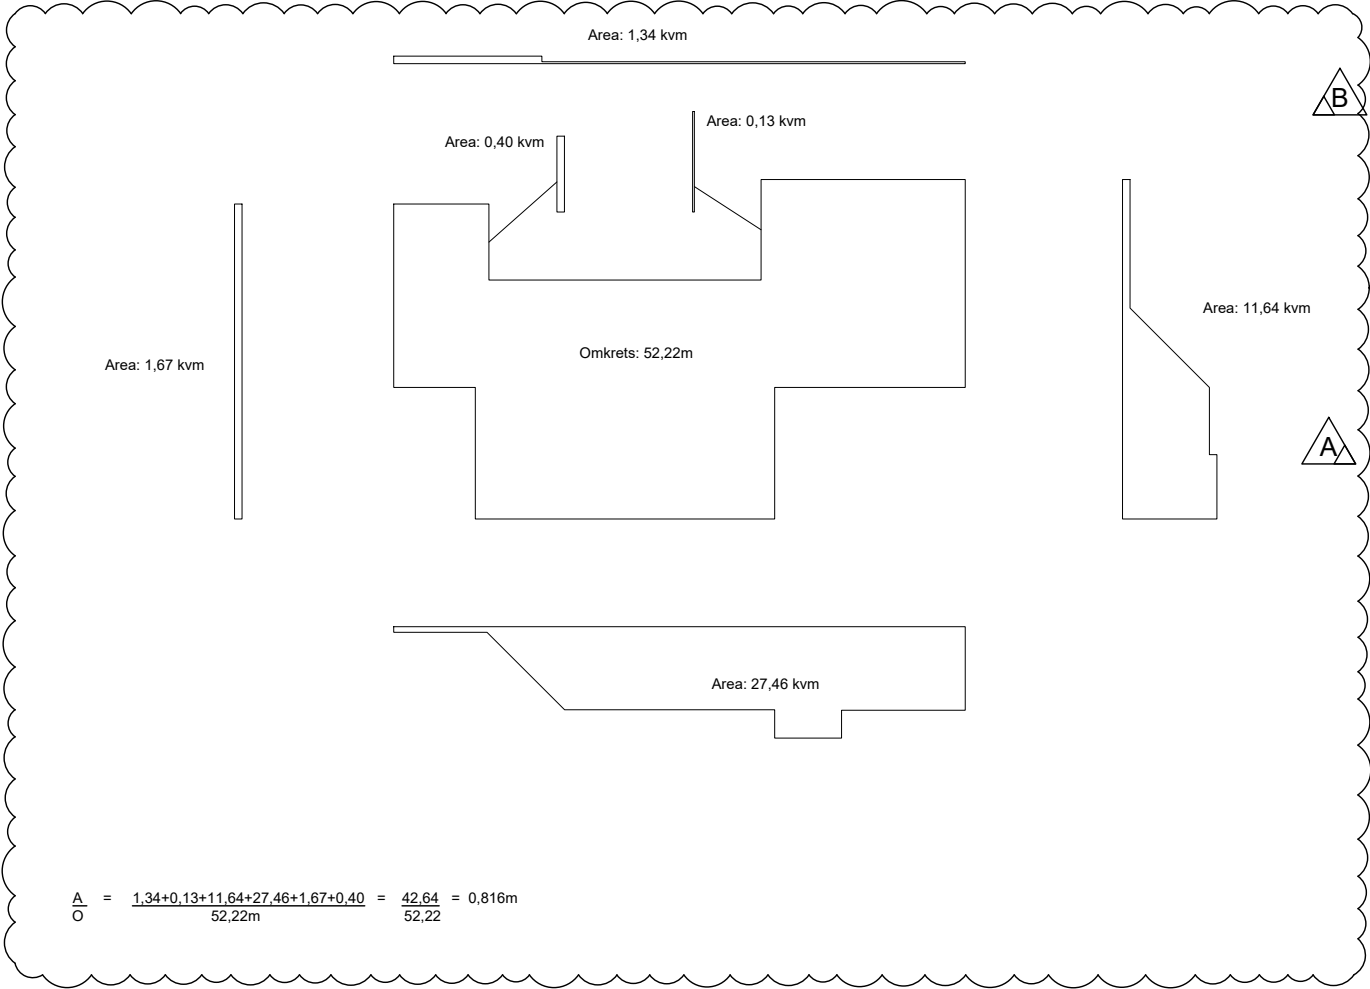 Area: 1,34 kvm
B
Area: 0,13 kvm
Area: 0,40 kvm
Area: 11,64 kvm
Omkrets: 52,22m
Area: 1,67 kvm
A
Area: 27,46 kvm
A = 1,34+0,13+11,64+27,46+1,67+0,40 = 42,64 = 0,816m
O 52,22m 52,22